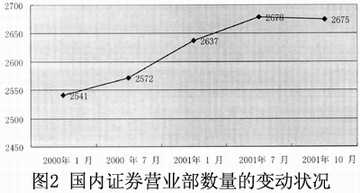 2700
2650
2600
2550
2500
2450
2541
2572
2637
2678
2675
2000年 1 月
2000 年 7 月
2001年 1 月
2001年 7 月
2001年 10 月
图2 国内证券营业部数量的变动状况